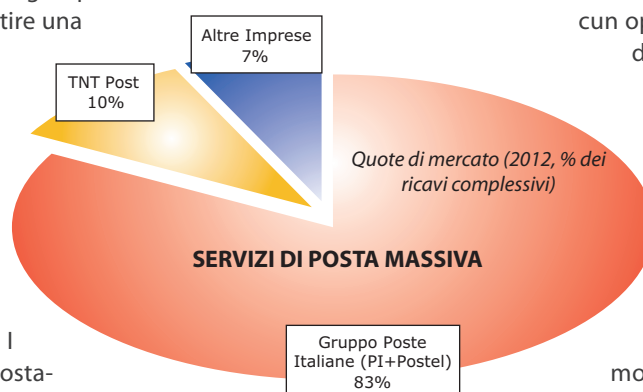 tire una
cun op
d
Altre Imprese
7%
TNT Post
10%
Quote di mercato (2012, % dei
ricavi complessivi)
SERVIZI DI POSTA MASSIVA
Gruppo Poste
Italiane (PI+Postel)
83%
l
osta-
mo